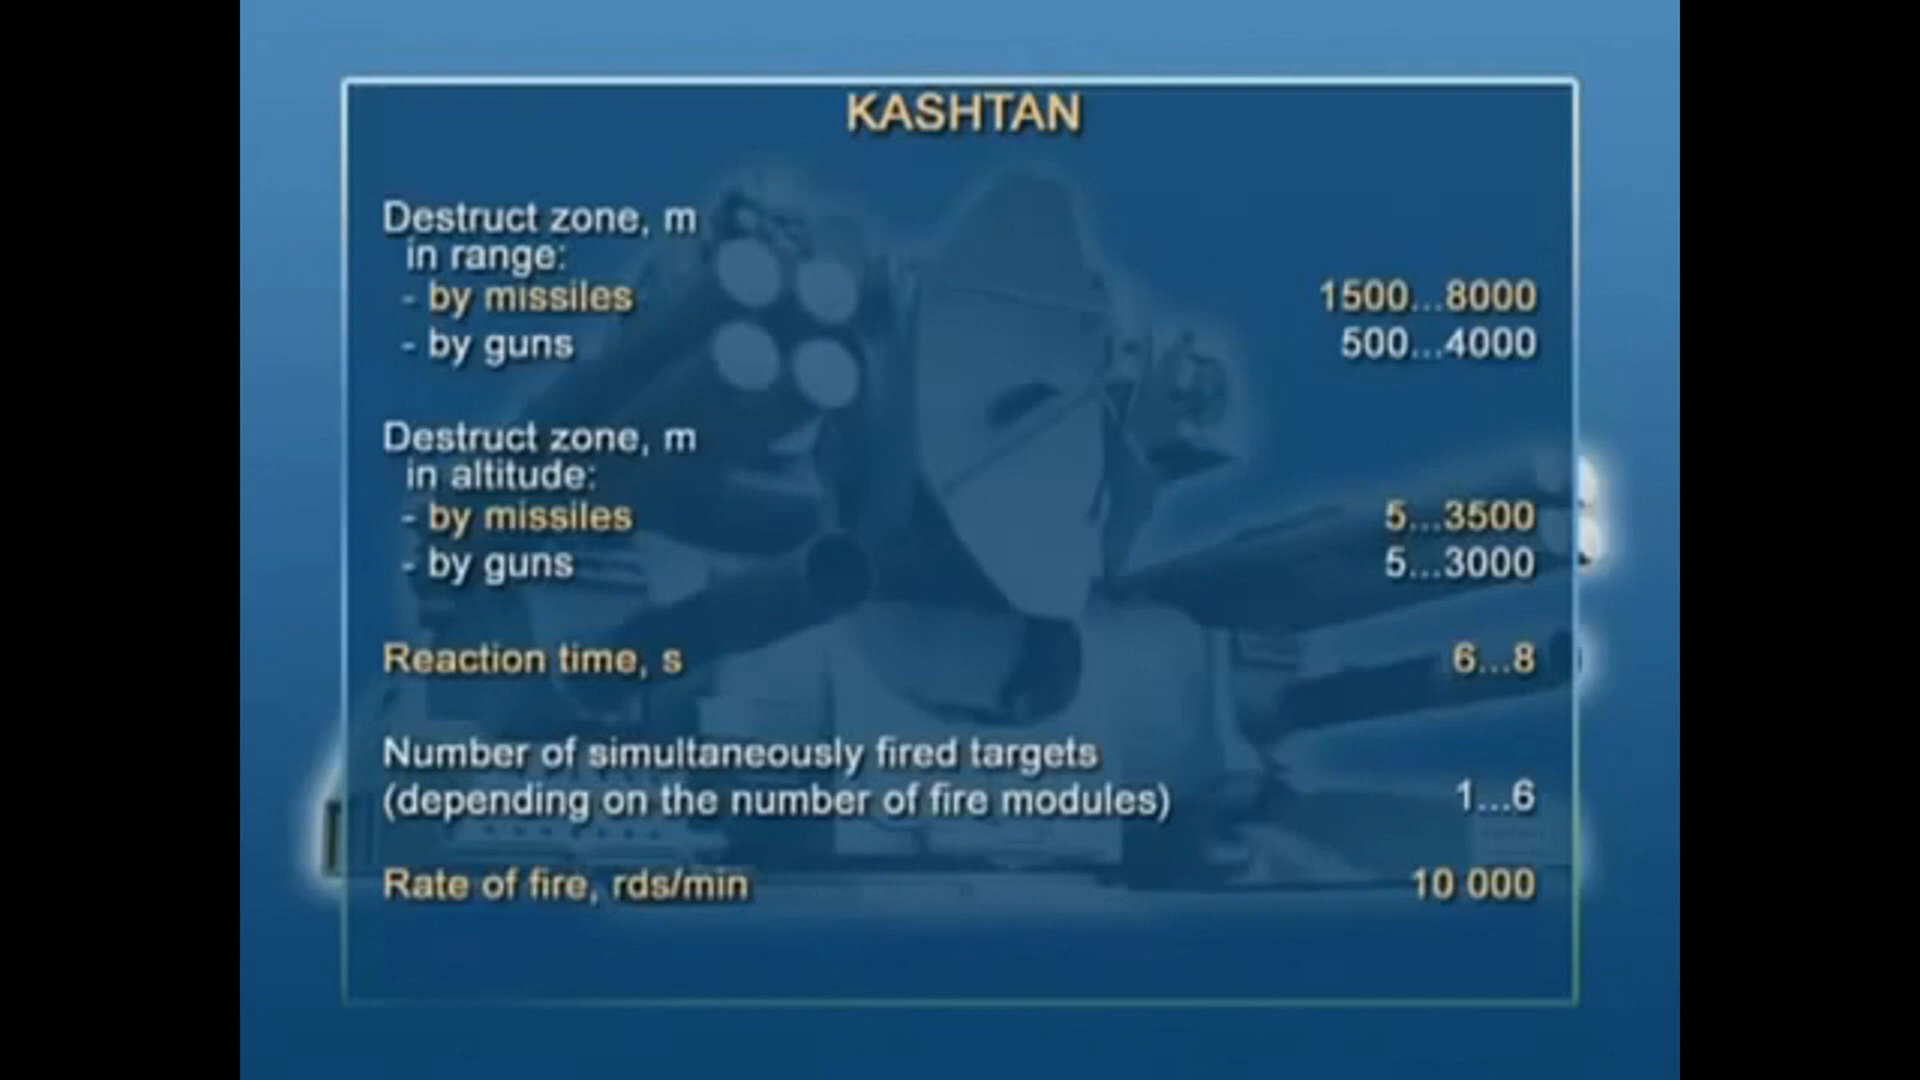 KASHTAN
Destruct zone, m
in range:
- by missiles 1500...8000
- by guns 500...4000
Destruct zone, m
in altitude:
- by missiles 5...3500
- by guns 5...3000
Reaction time, s 6...8
Number of simultaneously fired targets
(depending on the number of fire modules) 1...6
Rate of fire, rds/min 10 000